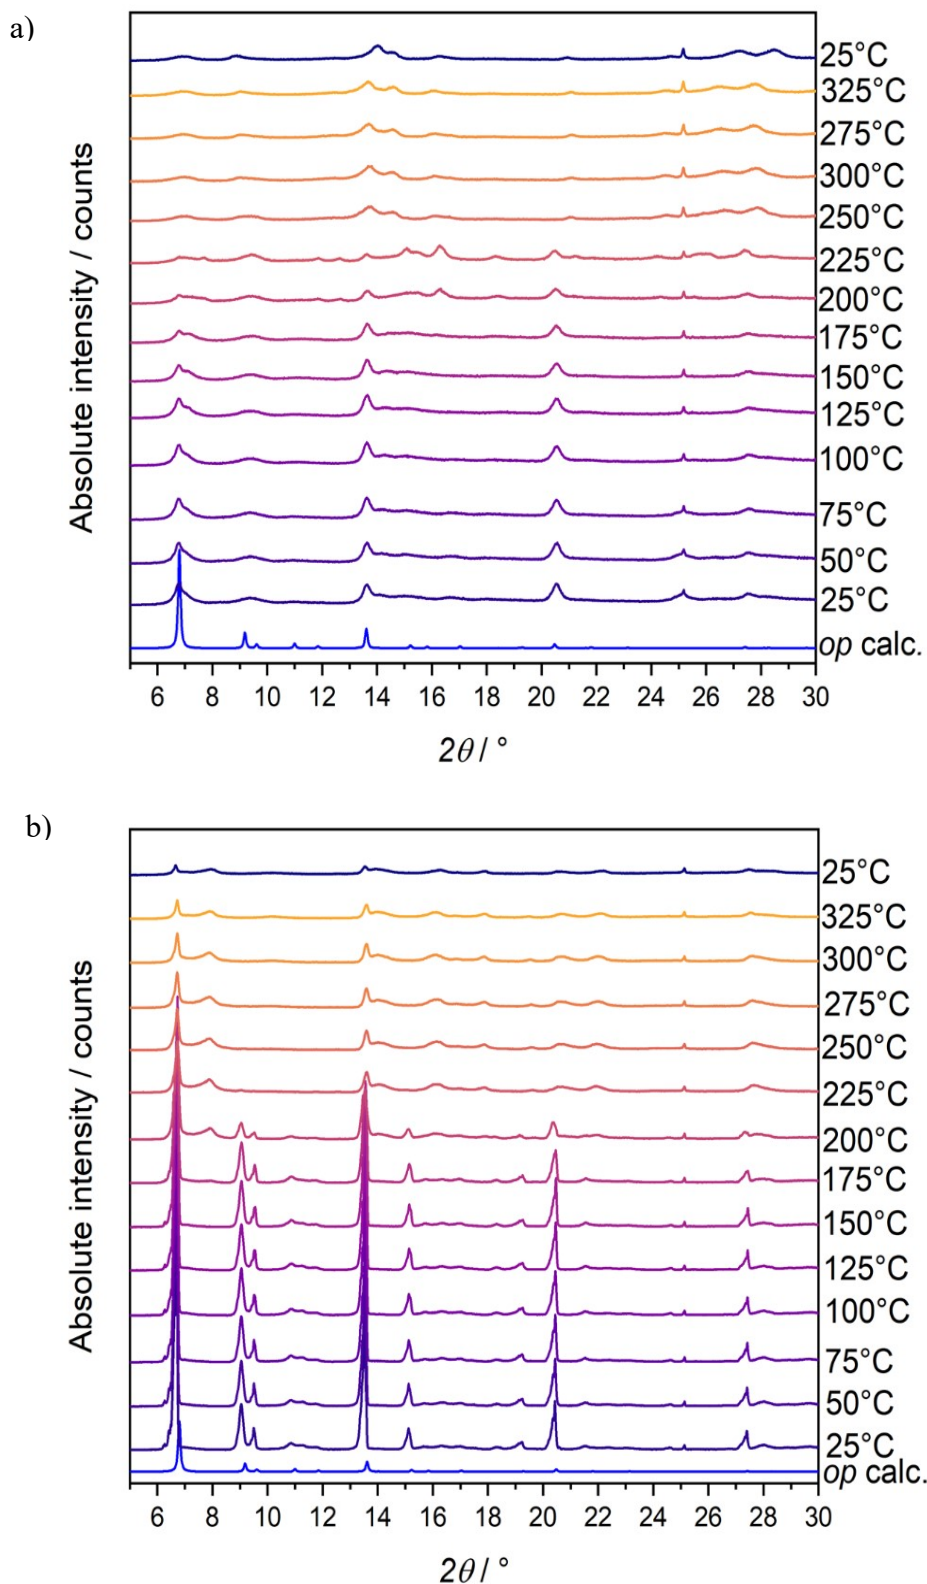 a)
25°C
325°C
275°C
300°C
250°C
225°C
200°C
175°C
150°C
125°C
100°C
75°C
50°C
25°C
op calc.
Absolute intensity / counts
6 8 10 12 14 16 18 20 22 24 26 28 30
2θ / °
b)
25°C
325°C
300°C
275°C
250°C
225°C
200°C
175°C
150°C
125°C
100°C
75°C
50°C
25°C
op calc.
Absolute intensity / counts
6 8 10 12 14 16 18 20 22 24 26 28 30
2θ / °